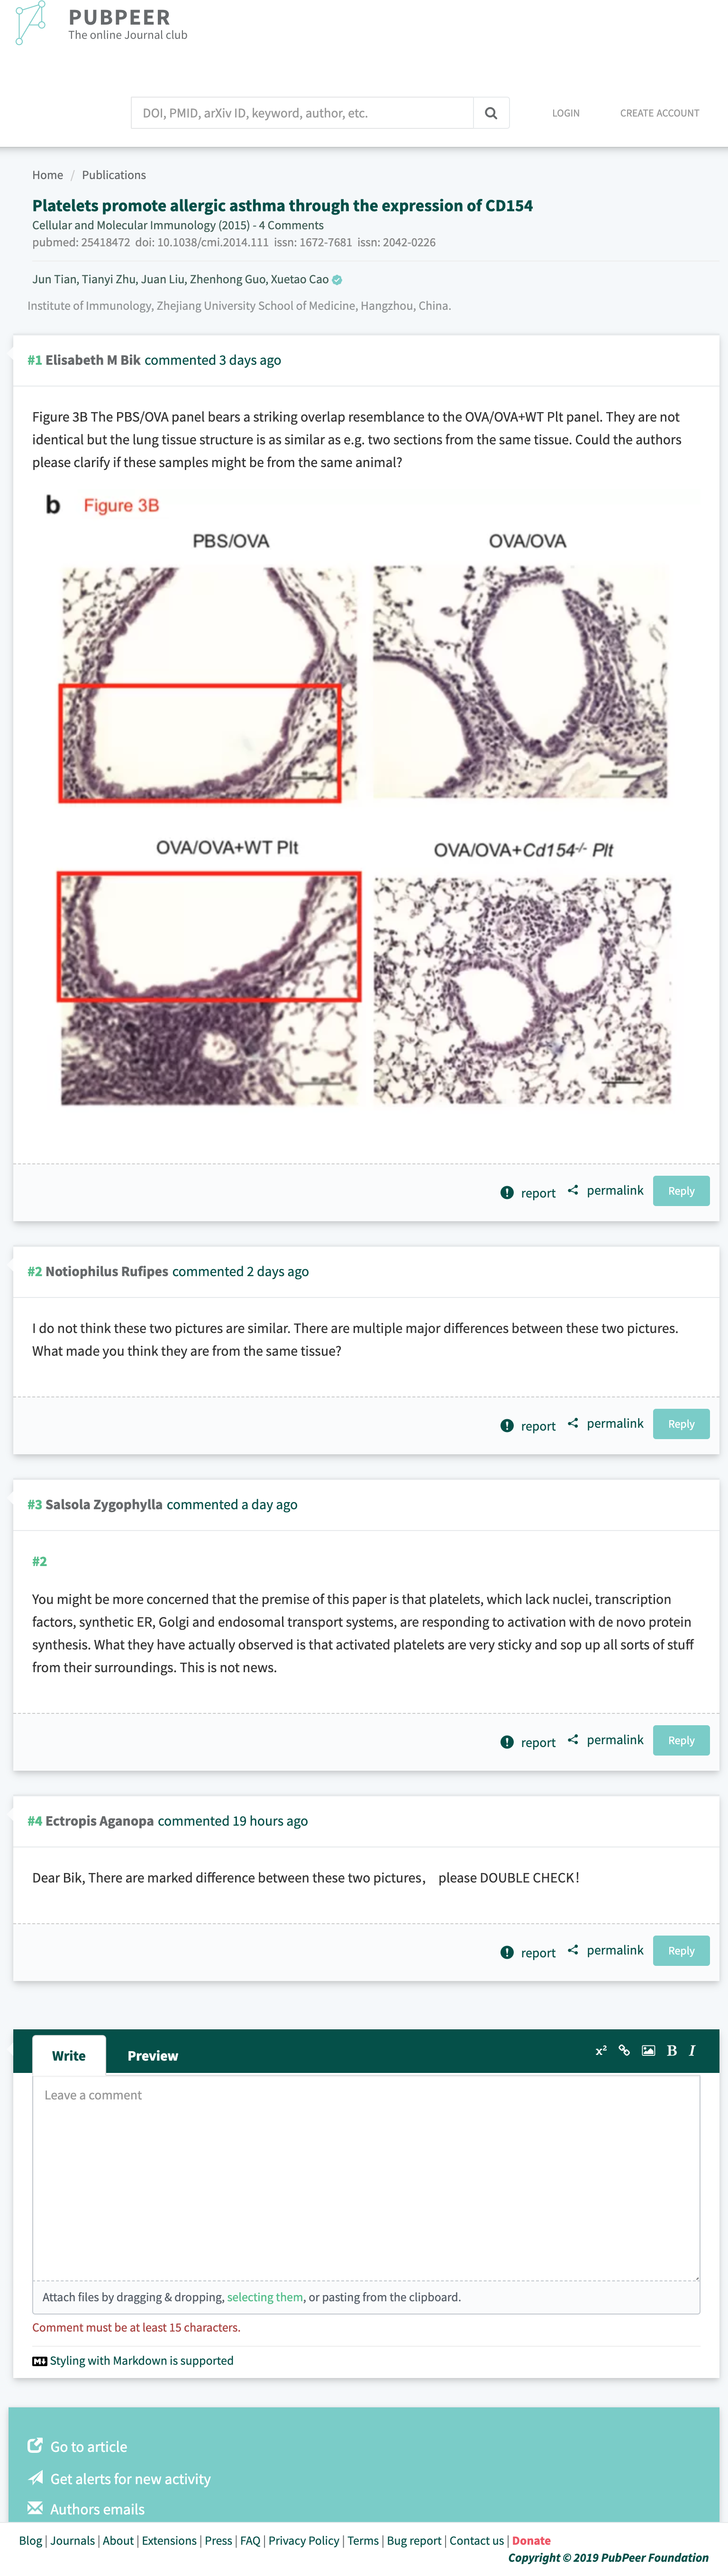 PUBPEER
The online Journal club
DOI, PMID, arXiv ID, keyword, author, etc.
LOGIN
CREATE ACCOUNT
Home / Publications
Platelets promote allergic asthma through the expression of CD154
Cellular and Molecular Immunology (2015) - 4 Comments
pubmed: 25418472 doi: 10.1038/cmi.2014.111 issn: 1672-7681 issn: 2042-0226
Jun Tian, Tianyi Zhu, Juan Liu, Zhenhong Guo, Xuetao Cao
Institute of Immunology, Zhejiang University School of Medicine, Hangzhou, China.
#1 Elisabeth M Bik commented 3 days ago
Figure 3B The PBS/OVA panel bears a striking overlap resemblance to the OVA/OVA+WT Plt panel. They are not
identical but the lung tissue structure is as similar as e.g. two sections from the same tissue. Could the authors
please clarify if these samples might be from the same animal?
b Figure 3B
PBS/OVA OVA/OVA
OVA/OVA+WT Plt OVA/OVA+Cd154-/- Plt
report permalink Reply
#2 Notiophilus Rufipes commented 2 days ago
I do not think these two pictures are similar. There are multiple major differences between these two pictures.
What made you think they are from the same tissue?
report permalink Reply
#3 Salsola Zygophylla commented a day ago
#2
You might be more concerned that the premise of this paper is that platelets, which lack nuclei, transcription
factors, synthetic ER, Golgi and endosomal transport systems, are responding to activation with de novo protein
synthesis. What they have actually observed is that activated platelets are very sticky and sop up all sorts of stuff
from their surroundings. This is not news.
report permalink Reply
#4 Ectropis Aganopa commented 19 hours ago
Dear Bik, There are marked difference between these two pictures， please DOUBLE CHECK！
report permalink Reply
Write Preview x² B I
Leave a comment
Attach files by dragging & dropping, selecting them, or pasting from the clipboard.
Comment must be at least 15 characters.
M Styling with Markdown is supported
Go to article
Get alerts for new activity
Authors emails
Blog | Journals | About | Extensions | Press | FAQ | Privacy Policy | Terms | Bug report | Contact us | Donate
Copyright © 2019 PubPeer Foundation